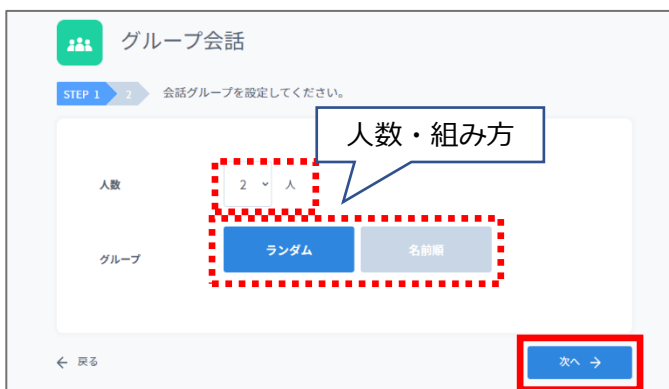 グループ会話
STEP 1 2 会話グループを設定してください。
人数・組み方
人数 2 人
グループ ランダム 名前順
← 戻る 次へ →